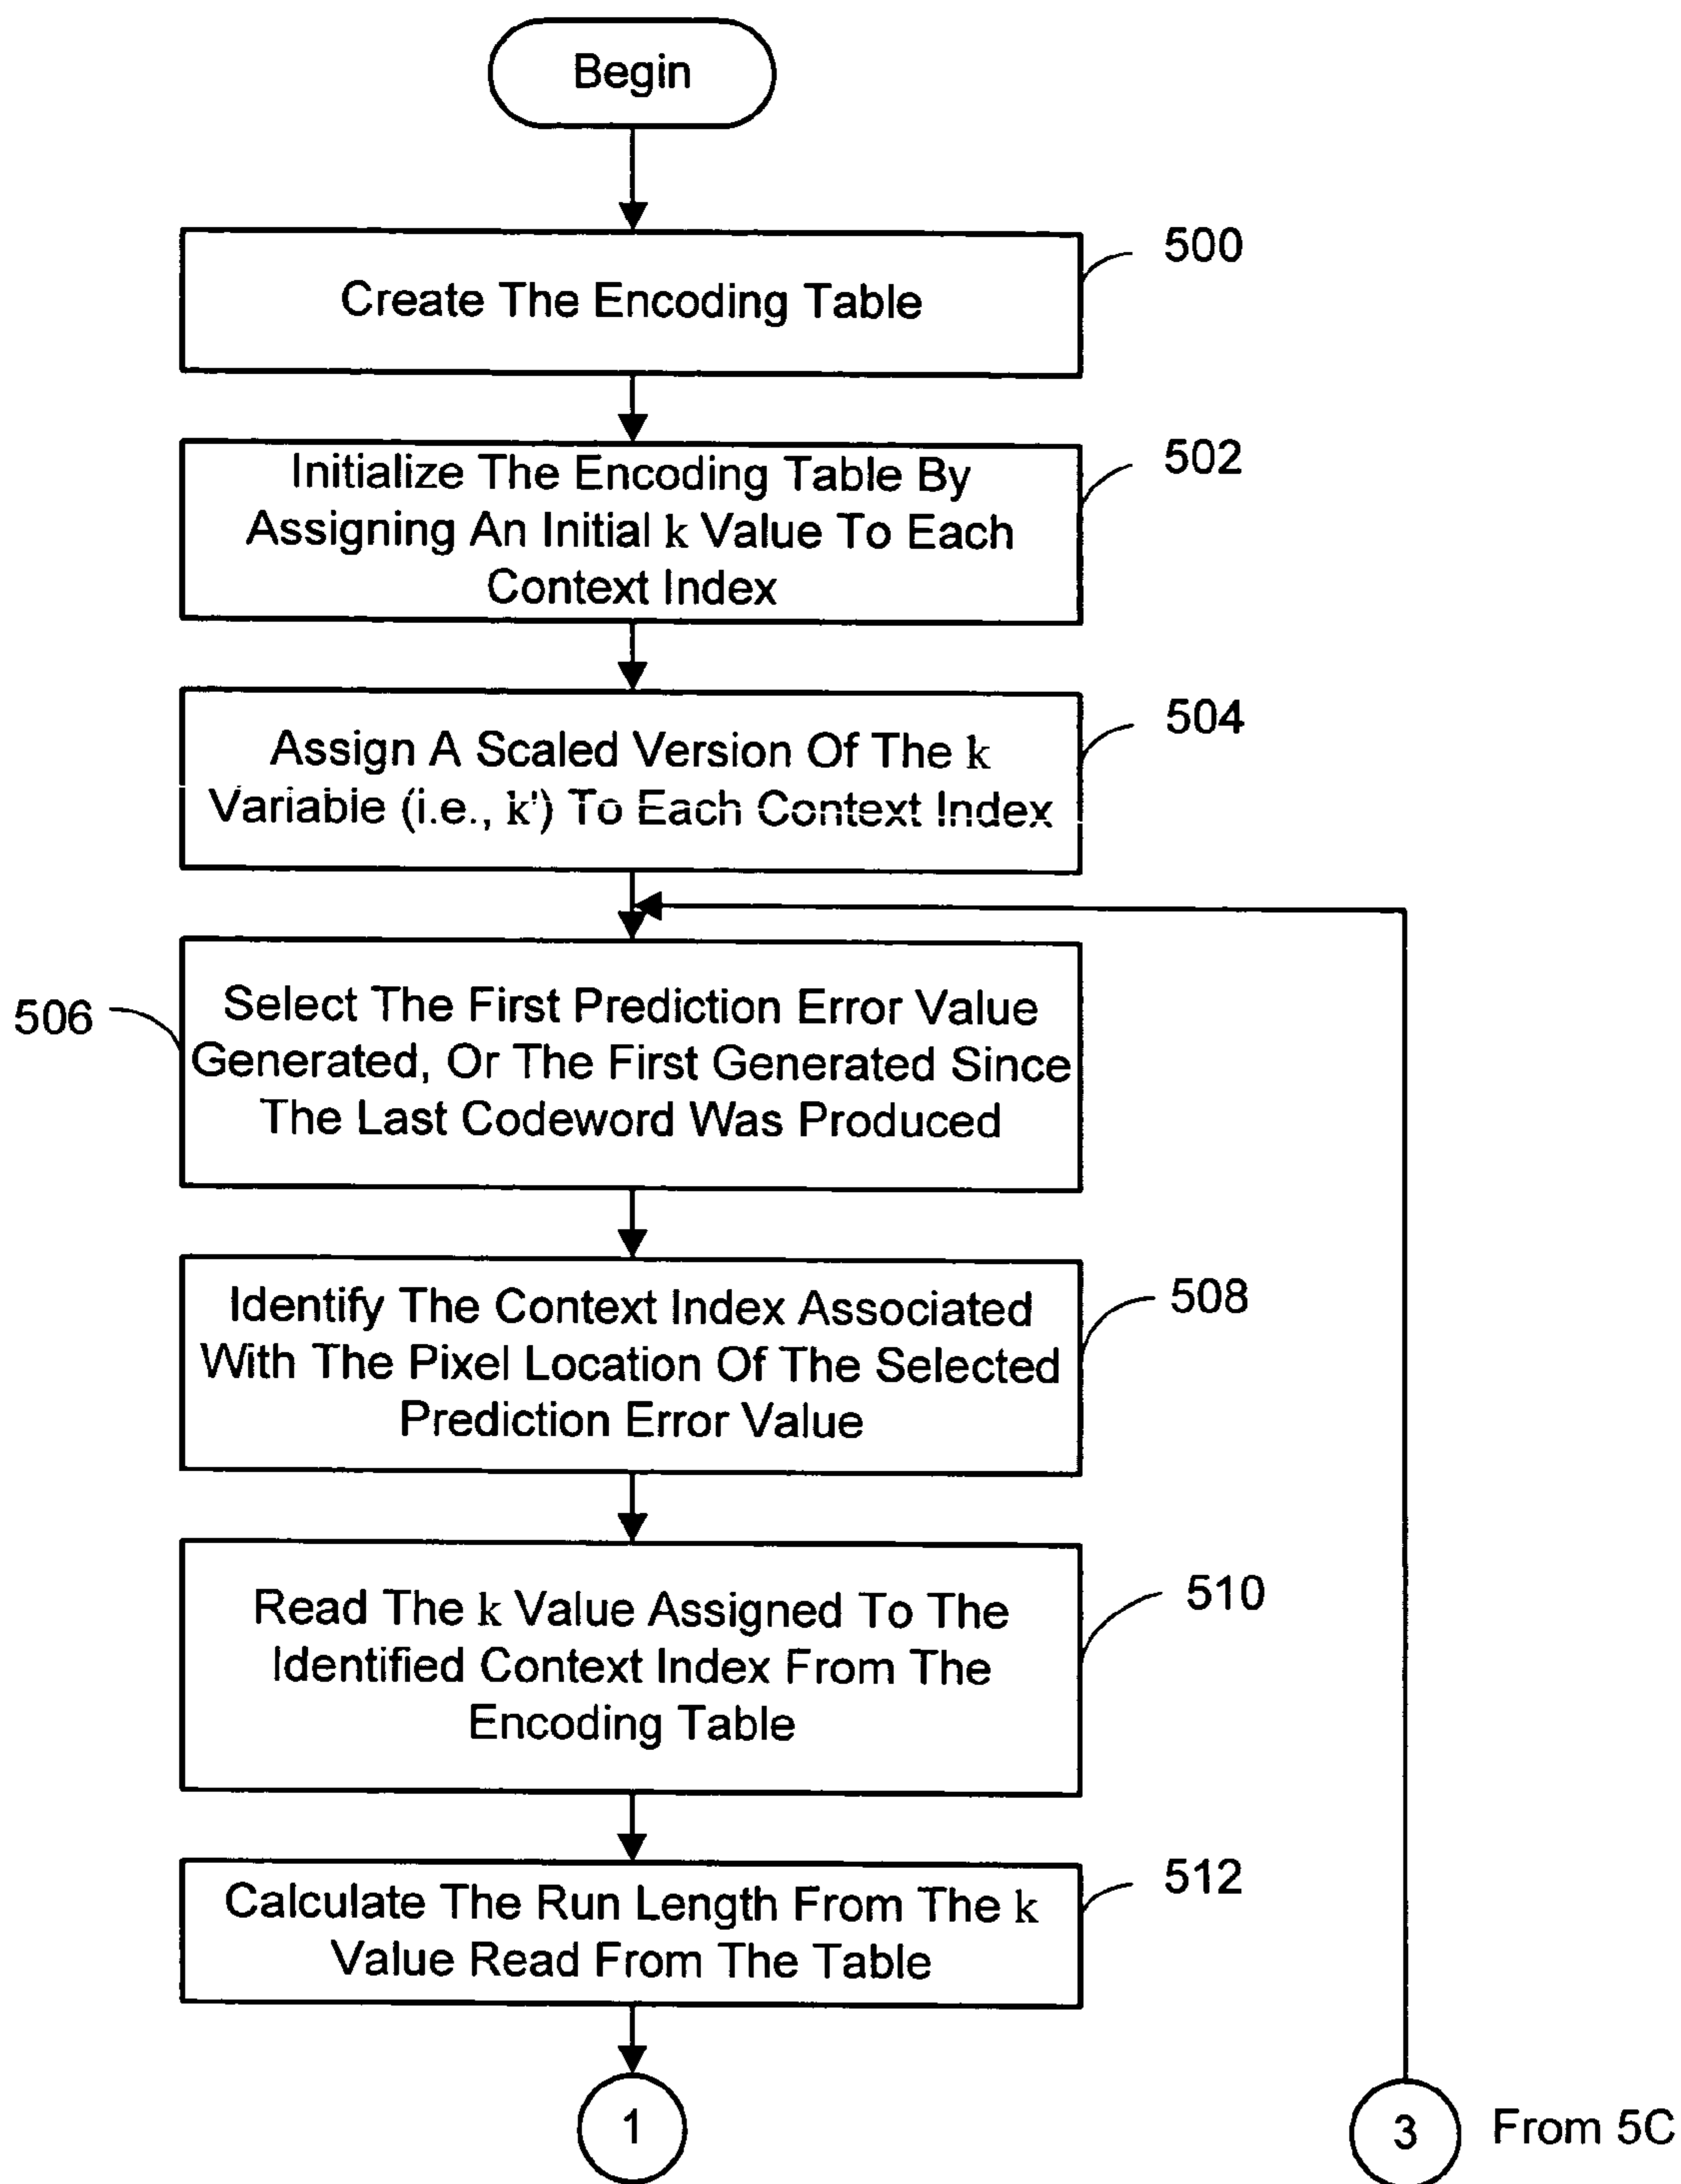 Begin
500
Create The Encoding Table
502
Initialize The Encoding Table By
Assigning An Initial k Value To Each
Context Index
504
Assign A Scaled Version Of The k
Variable (i.e., k') To Each Context Index
506
Select The First Prediction Error Value
Generated, Or The First Generated Since
The Last Codeword Was Produced
508
Identify The Context Index Associated
With The Pixel Location Of The Selected
Prediction Error Value
510
Read The k Value Assigned To The
Identified Context Index From The
Encoding Table
512
Calculate The Run Length From The k
Value Read From The Table
1
3
From 5C